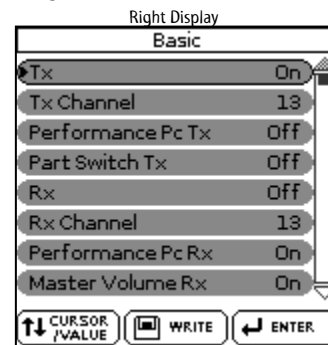 Right Display
Basic
Tx On
Tx Channel 13
Performance Pc Tx Off
Part Switch Tx Off
Rx Off
Rx Channel 13
Performance Pc Rx On
Master Volume Rx On
CURSOR /VALUE WRITE ENTER